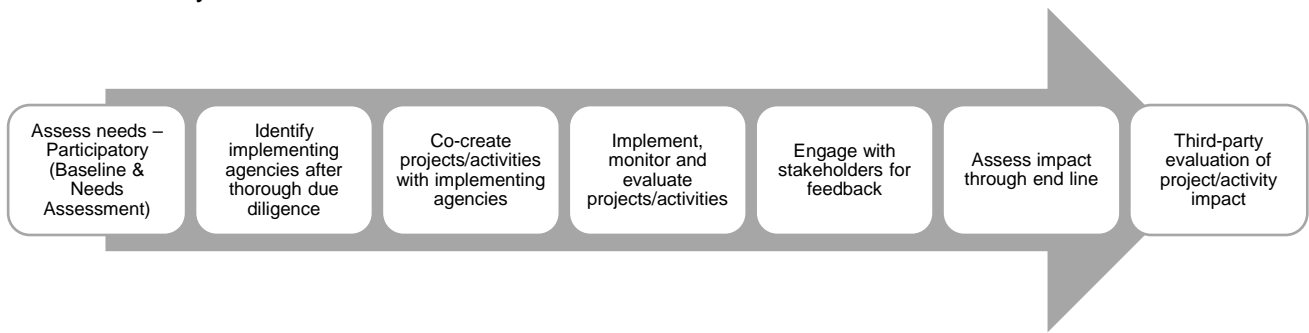 Assess needs –
Participatory
(Baseline &
Needs
Assessment)
Identify
implementing
agencies after
thorough due
diligence
Co-create
projects/activities
with implementing
agencies
Implement,
monitor and
evaluate
projects/activities
Engage with
stakeholders for
feedback
Assess impact
through end line
Third-party
evaluation of
project/activity
impact